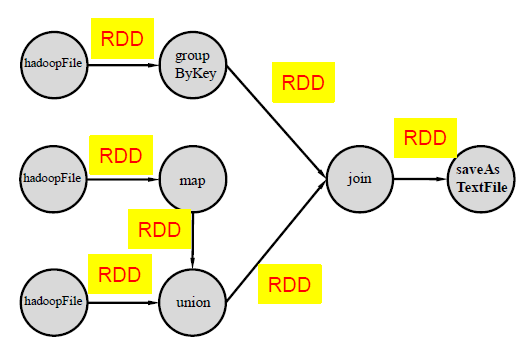 RDD
hadoopFile
group
ByKey
RDD
RDD
RDD
hadoopFile
map
join
saveAs
TextFile
RDD
RDD
RDD
hadoopFile
union